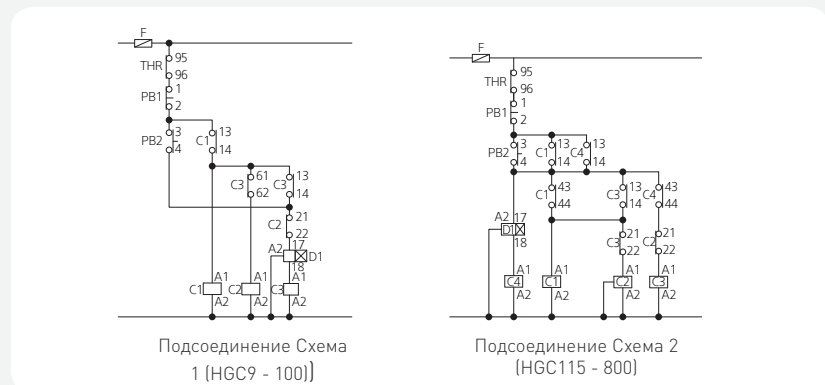 F
95
THR
96
1
PB1
2
3
PB2
4
C1
13
14
C3
61
62
C3
13
14
C2
21
22
A2
17
D1
18
C1
A1
A2
C2
A1
A2
C3
A1
A2
Подсоединение Схема
1 (HGC9 - 100))
F
95
THR
96
1
PB1
2
3
PB2
4
C1
13
14
C4
13
14
C1
43
44
C3
13
14
C4
43
44
A2
17
D1
18
C3
21
22
C2
21
22
C4
A1
A2
C1
A1
A2
C2
A1
A2
C3
A1
A2
Подсоединение Схема 2
(HGC115 - 800)